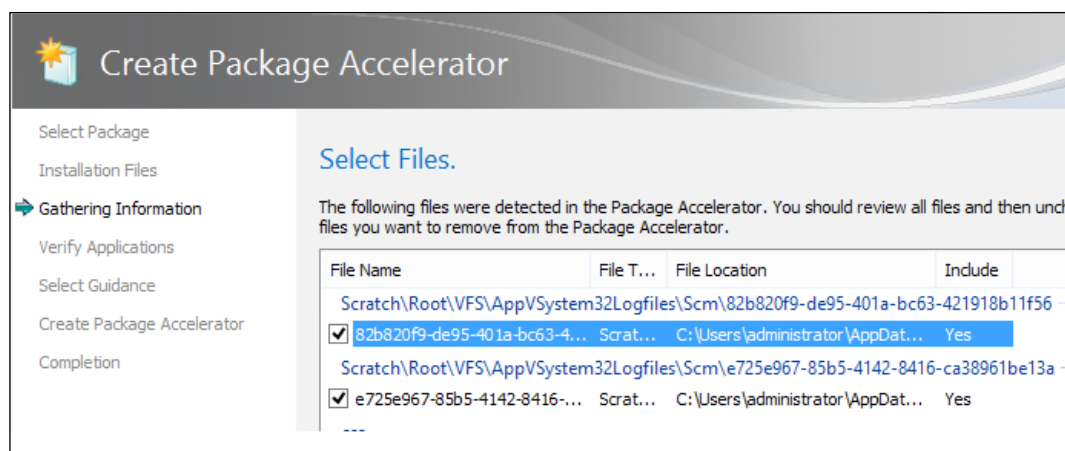 Create Package Accelerator
Select Package
Installation Files
Gathering Information
Verify Applications
Select Guidance
Create Package Accelerator
Completion
Select Files.
The following files were detected in the Package Accelerator. You should review all files and then unch
files you want to remove from the Package Accelerator.
File Name File T... File Location Include
Scratch\Root\VFS\AppVSystem32Logfiles\Scm\82b820f9-de95-401a-bc63-421918b11f56
82b820f9-de95-401a-bc63-4... Scrat... C:\Users\administrator\AppDat... Yes
Scratch\Root\VFS\AppVSystem32Logfiles\Scm\e725e967-85b5-4142-8416-ca38961be13a
e725e967-85b5-4142-8416-... Scrat... C:\Users\administrator\AppDat... Yes